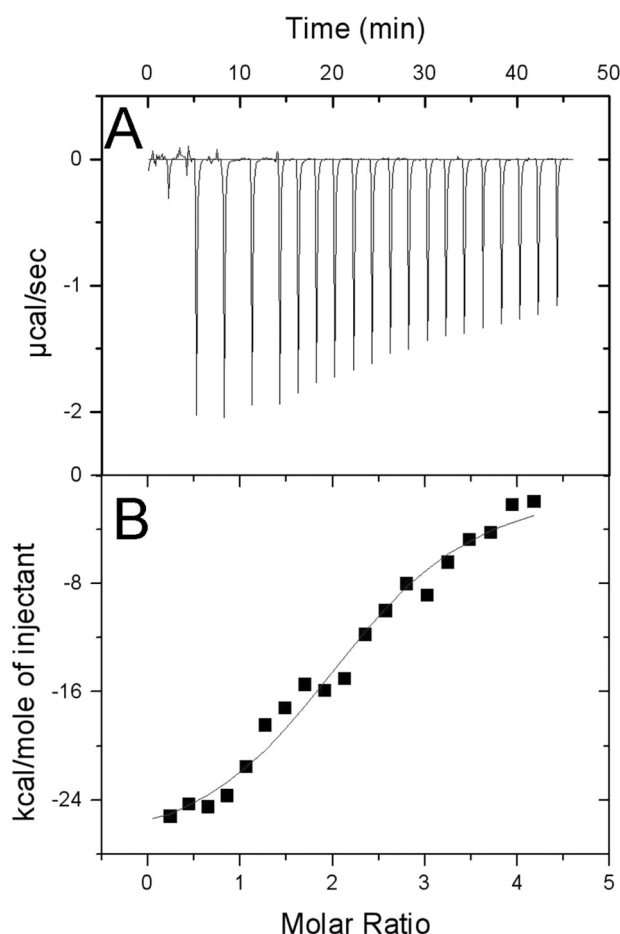 Time (min)
0 10 20 30 40 50
A
0
-1
-2
µcal/sec
0
B
-8
-16
-24
kcal/mole of injectant
0 1 2 3 4 5
Molar Ratio